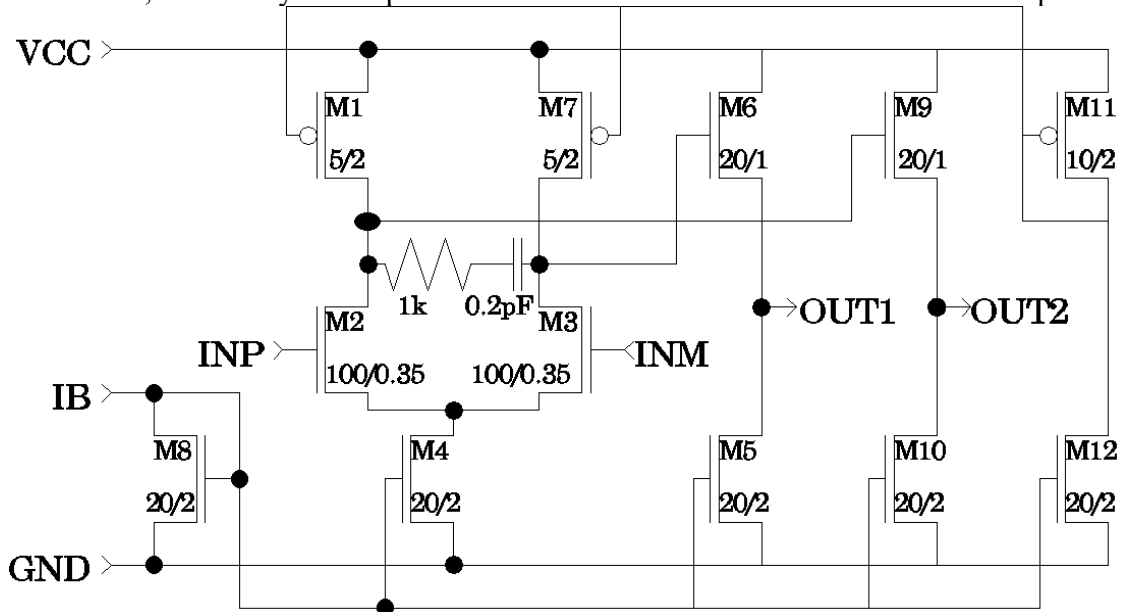 VCC
M1
M7
M6
M9
M11
5/2
5/2
20/1
20/1
10/2
1k
0.2pF
M2
M3
OUT1
OUT2
INP
INM
100/0.35
100/0.35
IB
M8
M4
M5
M10
M12
20/2
20/2
20/2
20/2
20/2
GND